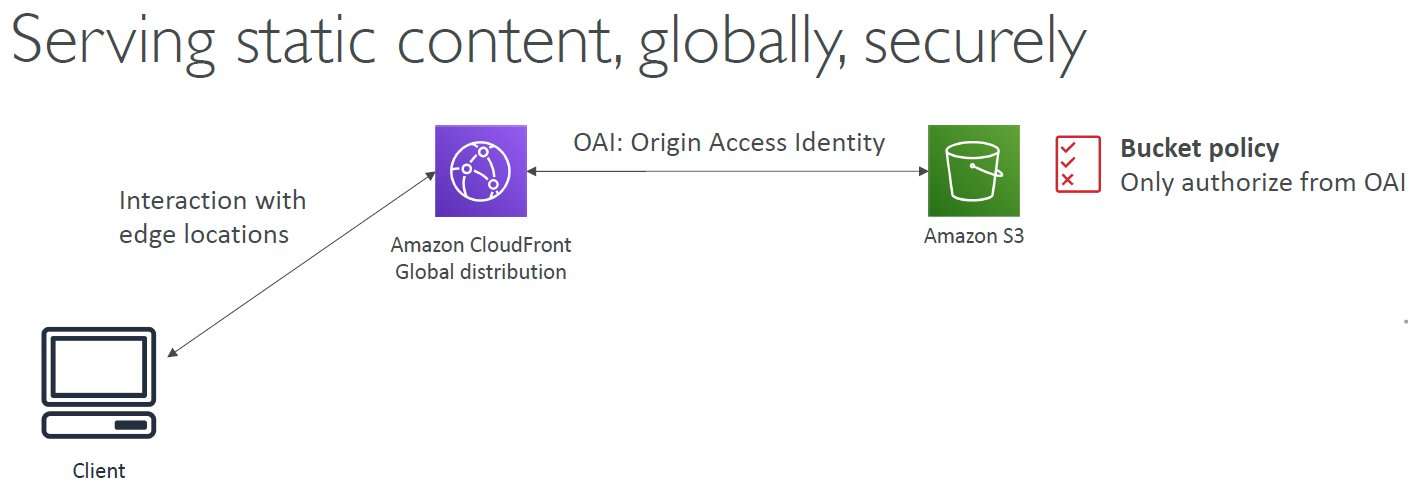 Serving static content, globally, securely
OAI: Origin Access Identity
Bucket policy
Only authorize from OAI
Interaction with
edge locations
Amazon CloudFront
Global distribution
Amazon S3
Client